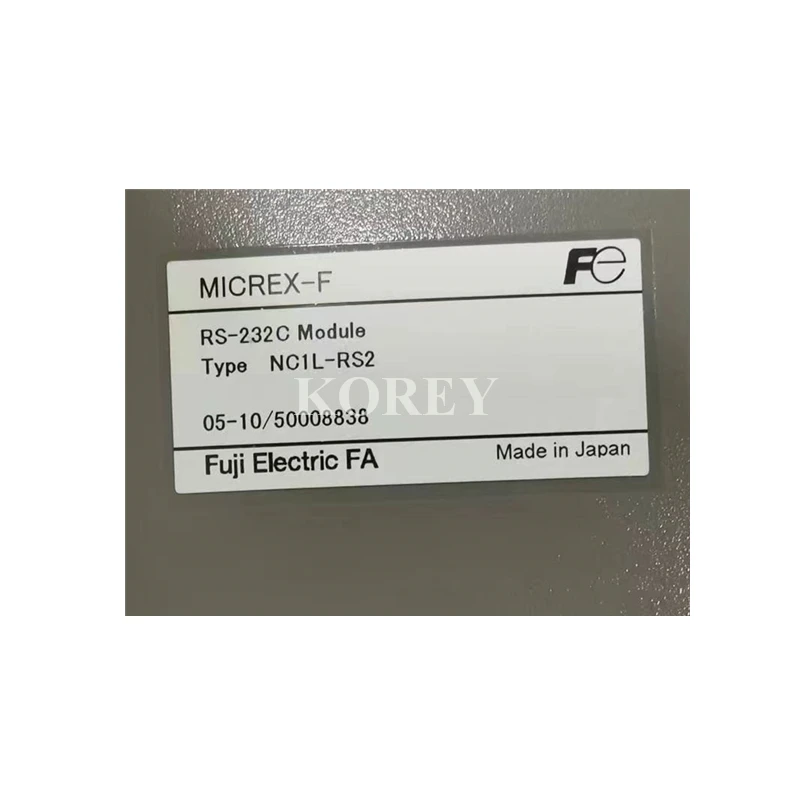 MICREX-F
Fe
RS-232C Module
Type NC1L-RS2
KOREY
05-10/50008838
Fuji Electric FA
Made in Japan